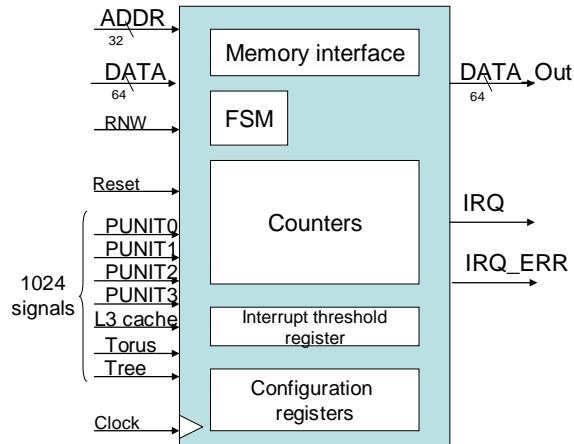 ADDR
32
DATA
64
RNW
Reset
PUNIT0
PUNIT1
PUNIT2
PUNIT3
L3 cache
Torus
Tree
1024
signals
Clock
Memory interface
FSM
Counters
Interrupt threshold
register
Configuration
registers
DATA_Out
64
IRQ
IRQ_ERR